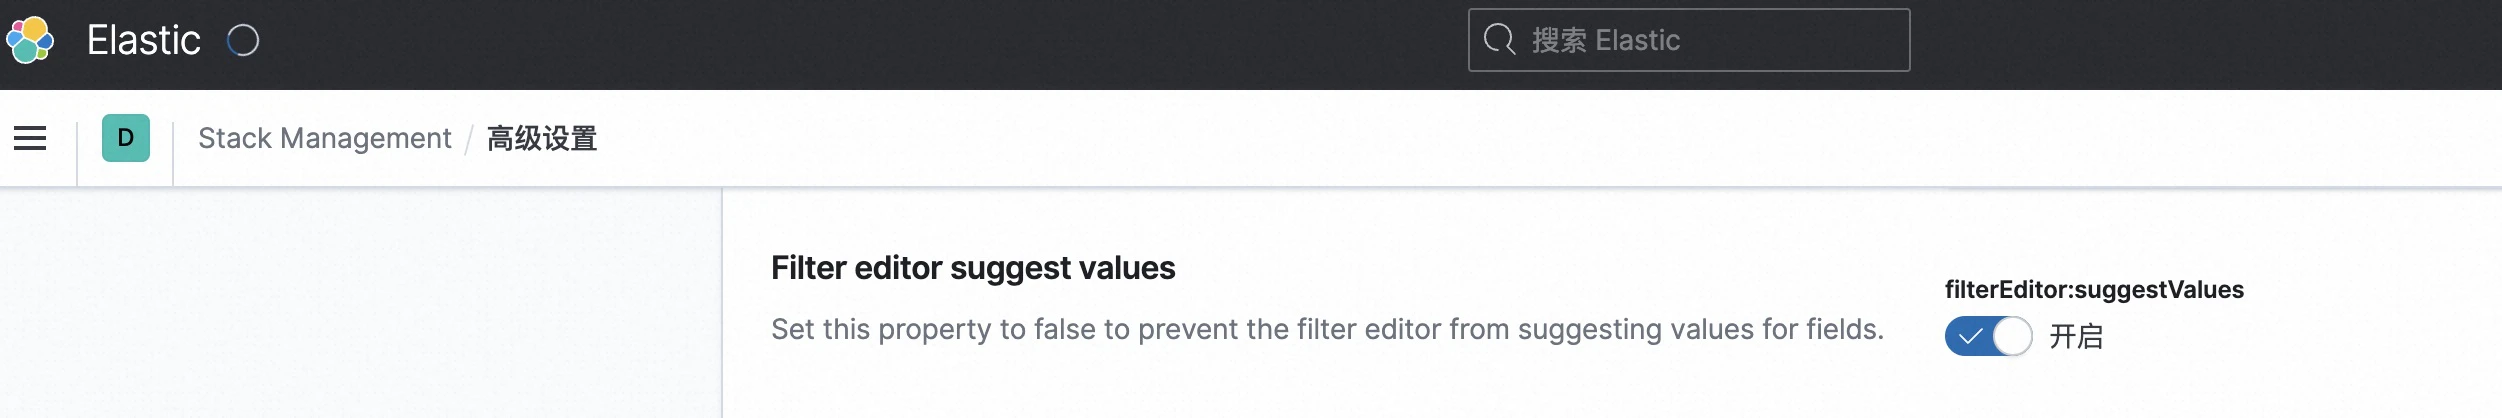 Elastic
搜索 Elastic
D
Stack Management / 高级设置
Filter editor suggest values
Set this property to false to prevent the filter editor from suggesting values for fields.
filterEditor:suggestValues
开启